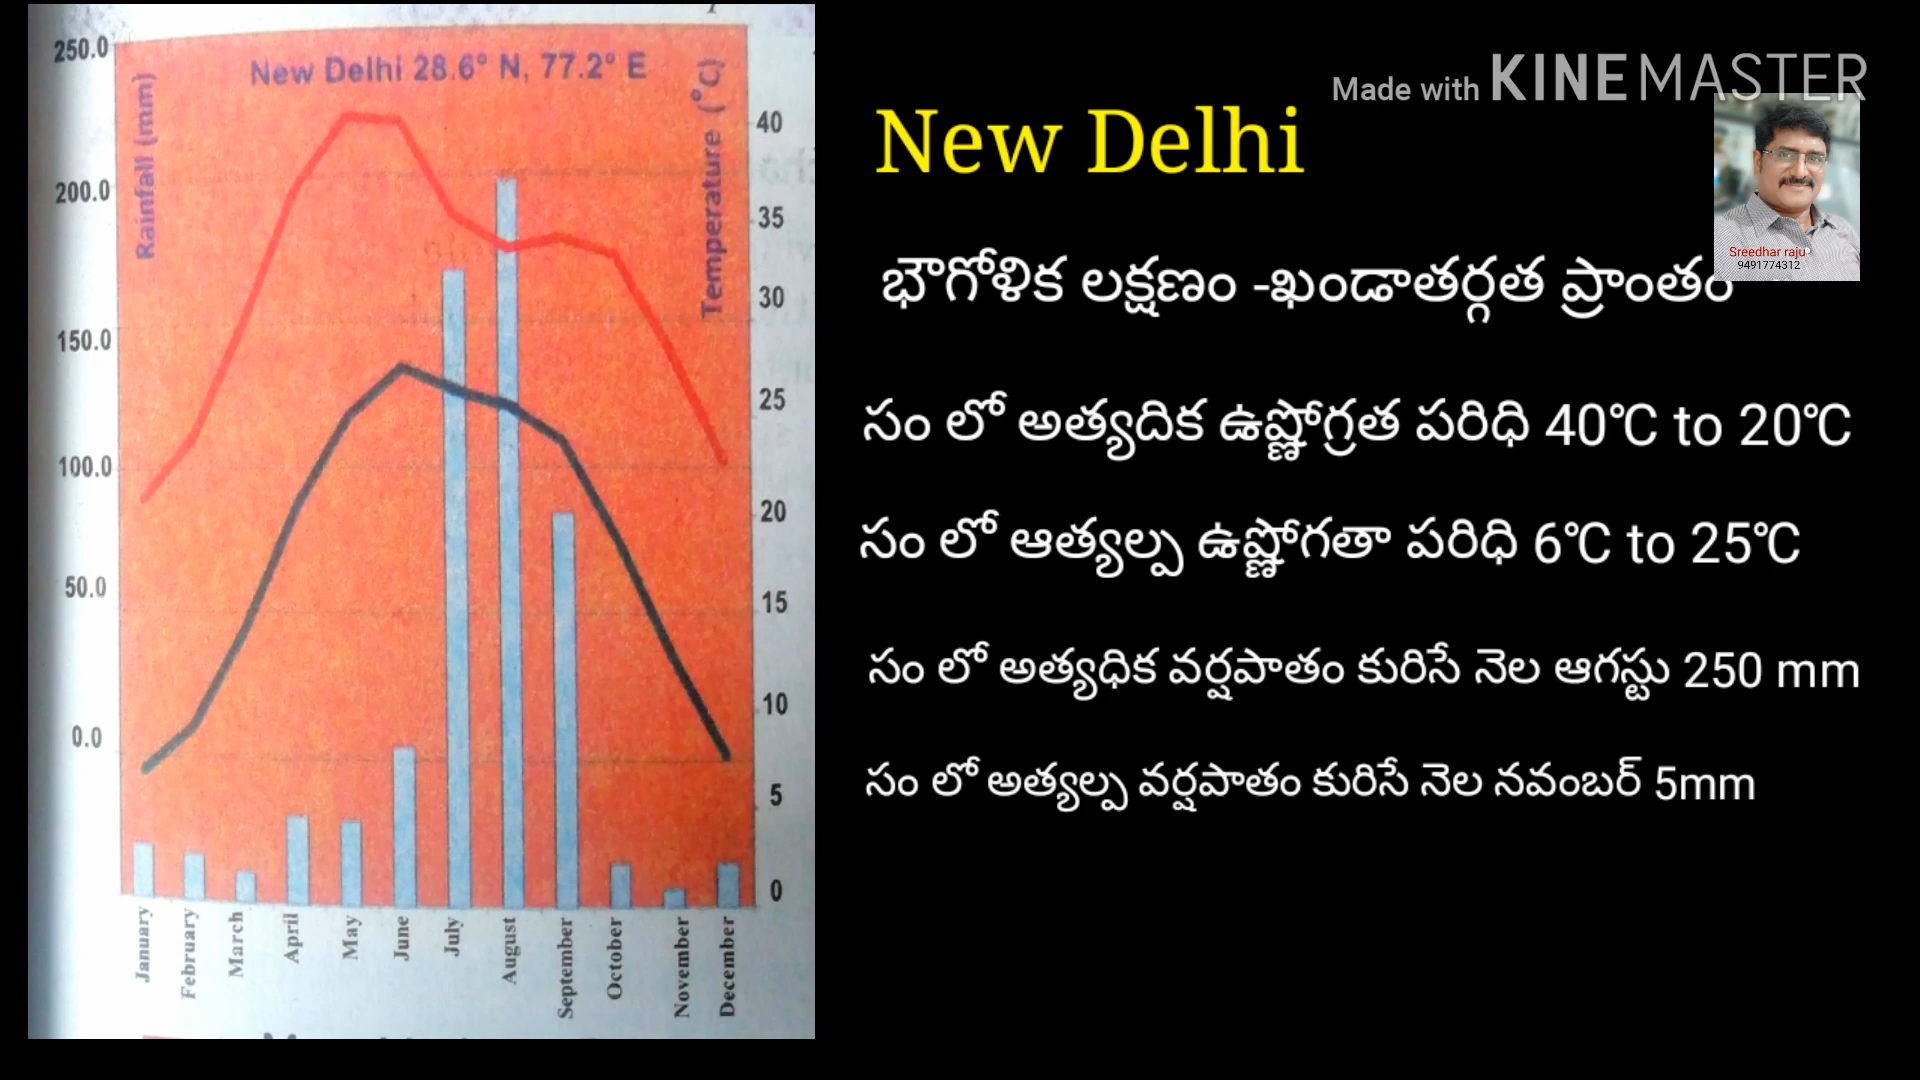 250.0
200.0
150.0
100.0
50.0
0.0
Rainfall (mm)
New Delhi 28.6° N, 77.2° E
Temperature (°C)
40
35
30
25
20
15
10
5
0
January
February
March
April
May
June
July
August
September
October
November
December
Made with KINEMASTER
New Delhi
Sreedhar raju
9491774312
భౌగోళిక లక్షణం -ఖండాతర్గత ప్రాంతం
సం లో అత్యదిక ఉష్ణోగ్రత పరిధి 40°C to 20°C
సం లో ఆత్యల్ప ఉష్ణోగతా పరిధి 6°C to 25°C
సం లో అత్యధిక వర్షపాతం కురిసే నెల ఆగస్టు 250 mm
సం లో అత్యల్ప వర్షపాతం కురిసే నెల నవంబర్ 5mm